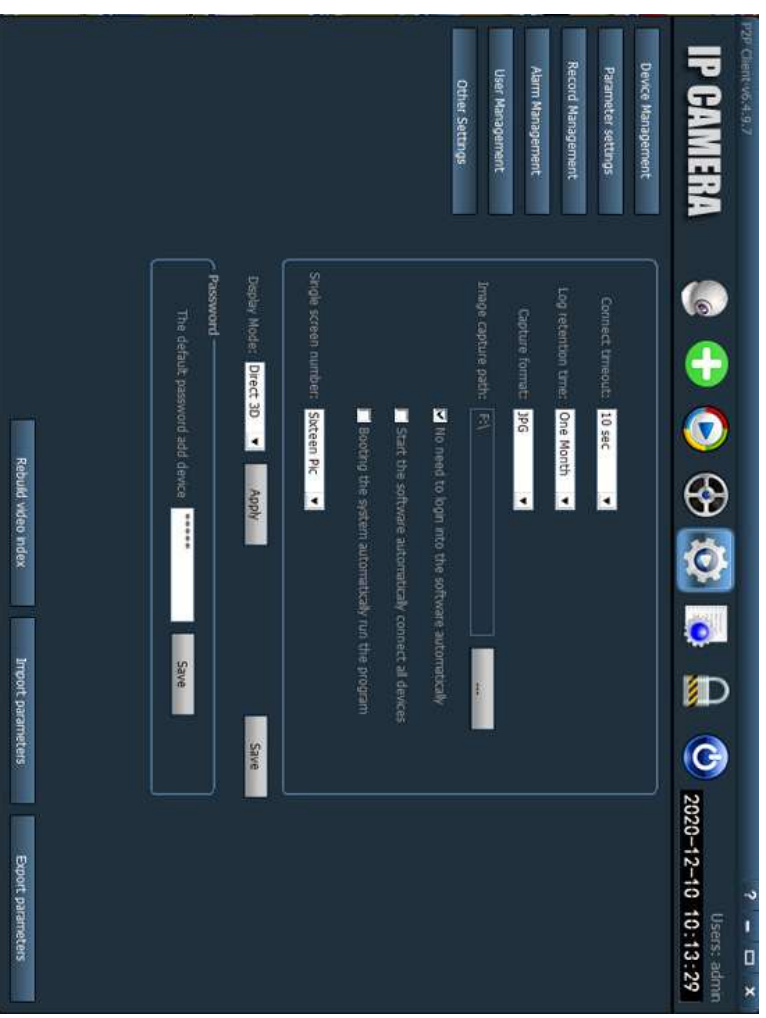 P2P Client-v6.4.9.7
IP CAMERA
Users: admin
2020-12-10 10:13:29
Device Management
Parameter settings
Record Management
Alarm Management
User Management
Other Settings
Connect timeout: 10 sec
Log retention time: One Month
Capture format: JPG
Image capture path: F:\ ...
No need to login into the software automatically
Start the software automatically connect all devices
Booting the system automatically run the program
Single screen number: Sixteen Pic
Display Mode: Direct 3D Apply Save
Password
The default password add device ***** Save
Rebuild video index Import parameters Export parameters